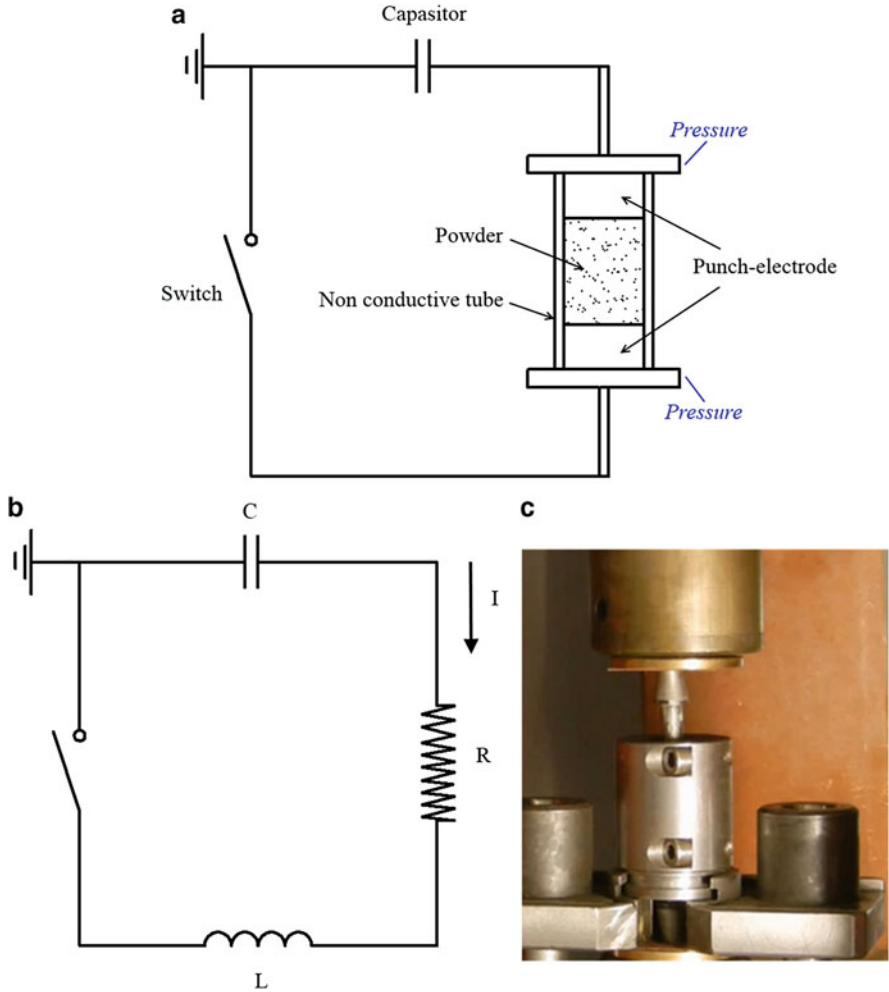 a
Capasitor
Pressure
Powder
Punch-electrode
Switch
Non conductive tube
Pressure
b
C
I
R
L
c